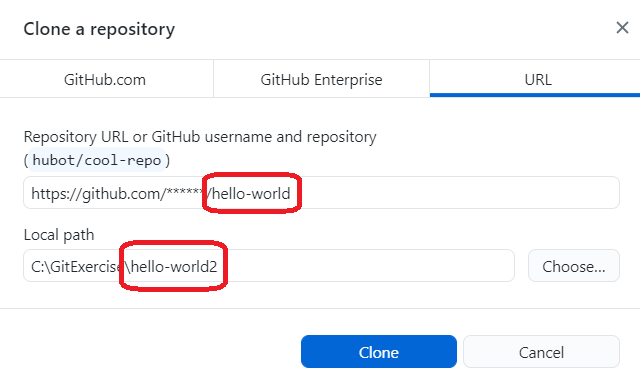 Clone a repository
GitHub.com GitHub Enterprise URL
Repository URL or GitHub username and repository
(hubot/cool-repo)
https://github.com/******/hello-world
Local path
C:\GitExercise\hello-world2 Choose...
Clone Cancel